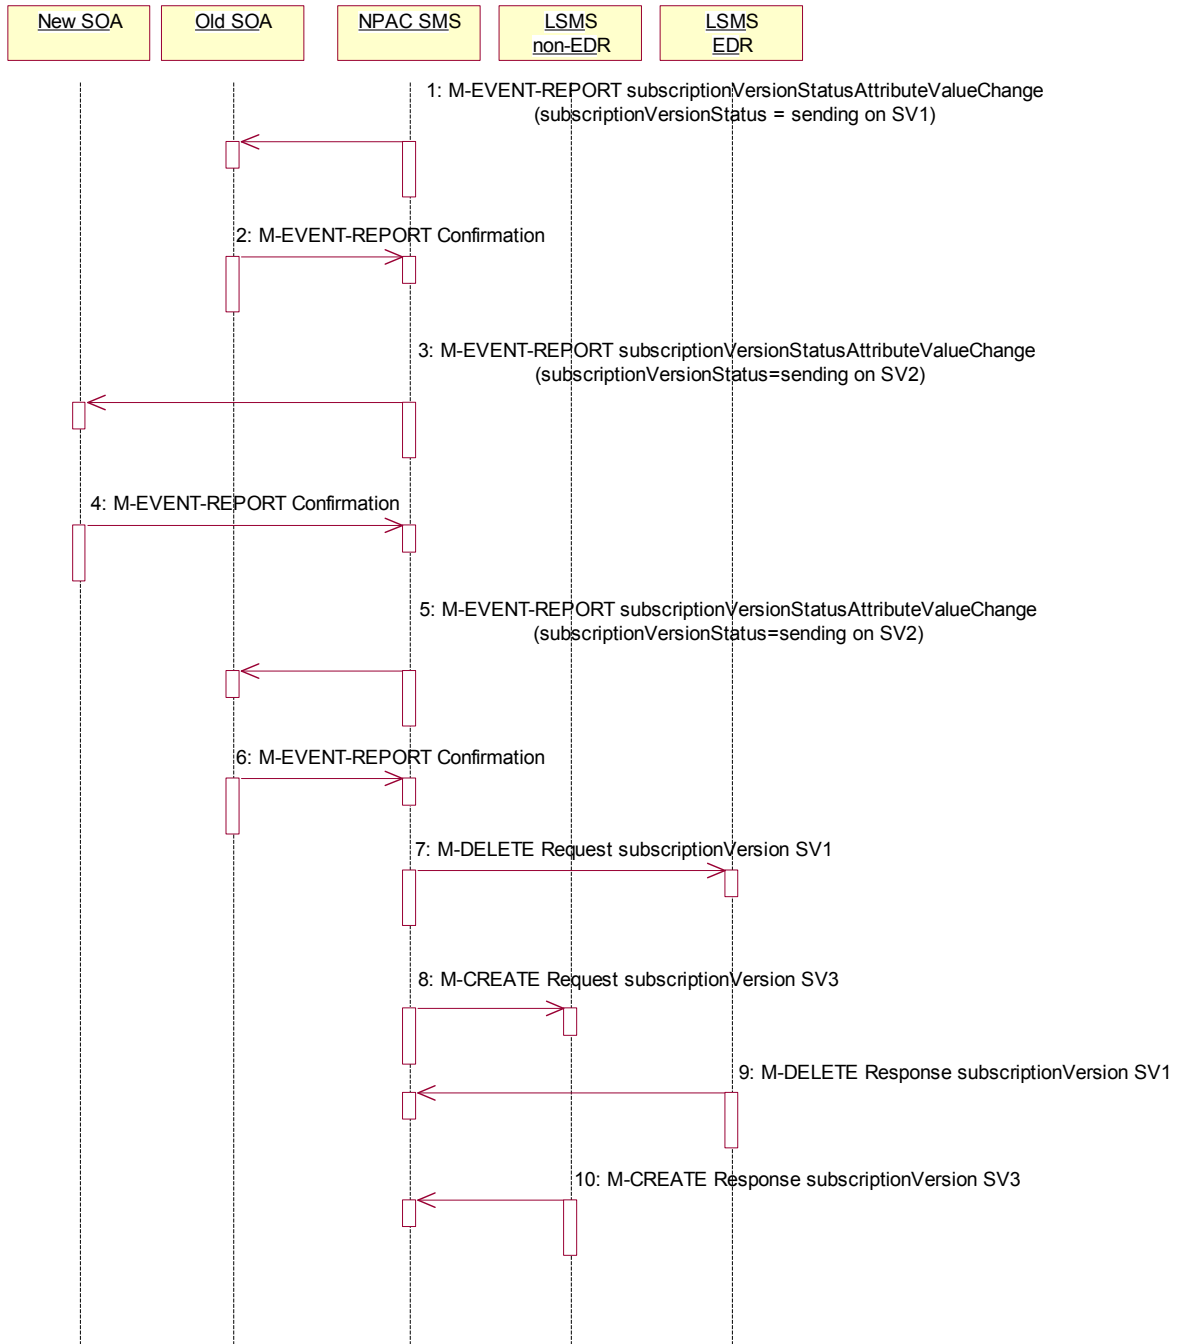 New SOA
Old SOA
NPAC SMS
LSMS
non-EDR
LSMS
EDR
1: M-EVENT-REPORT subscriptionVersionStatusAttributeValueChange
(subscriptionVersionStatus = sending on SV1)
2: M-EVENT-REPORT Confirmation
3: M-EVENT-REPORT subscriptionVersionStatusAttributeValueChange
(subscriptionVersionStatus=sending on SV2)
4: M-EVENT-REPORT Confirmation
5: M-EVENT-REPORT subscriptionVersionStatusAttributeValueChange
(subscriptionVersionStatus=sending on SV2)
6: M-EVENT-REPORT Confirmation
7: M-DELETE Request subscriptionVersion SV1
8: M-CREATE Request subscriptionVersion SV3
9: M-DELETE Response subscriptionVersion SV1
10: M-CREATE Response subscriptionVersion SV3